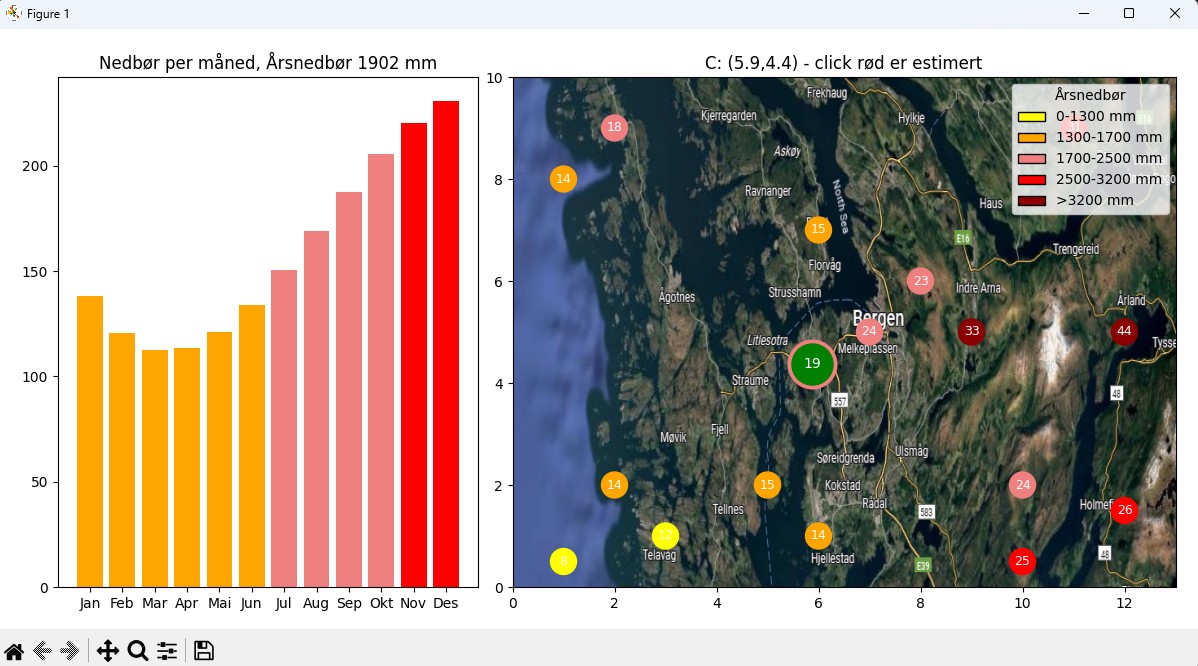 Figure 1
Nedbør per måned, Årsnedbør 1902 mm
200
150
100
50
0
Jan Feb Mar Apr Mai Jun Jul Aug Sep Okt Nov Des
C: (5.9,4.4) - click rød er estimert
10
8
6
4
2
0
0 2 4 6 8 10 12
Årsnedbør
0-1300 mm
1300-1700 mm
1700-2500 mm
2500-3200 mm
>3200 mm
Frekhaug
Kjerregarden
Hylkje
18
Askøy
14
Ravnanger
North Sea
Haus
15
E16
Trengereid
Florvåg
Strusshamn
23
Indre Arna
Ågotnes
Årland
Bergen
24
33
44
Litlesotra
Melkeplassen
Tysse
19
Straume
557
48
Fjell
Møvik
Ulsmåg
Søreidgrenda
14
15
Kokstad
24
Rådal
Tellnes
583
Holmef
26
12
14
Telavåg
Hjellestad
48
8
E39
25